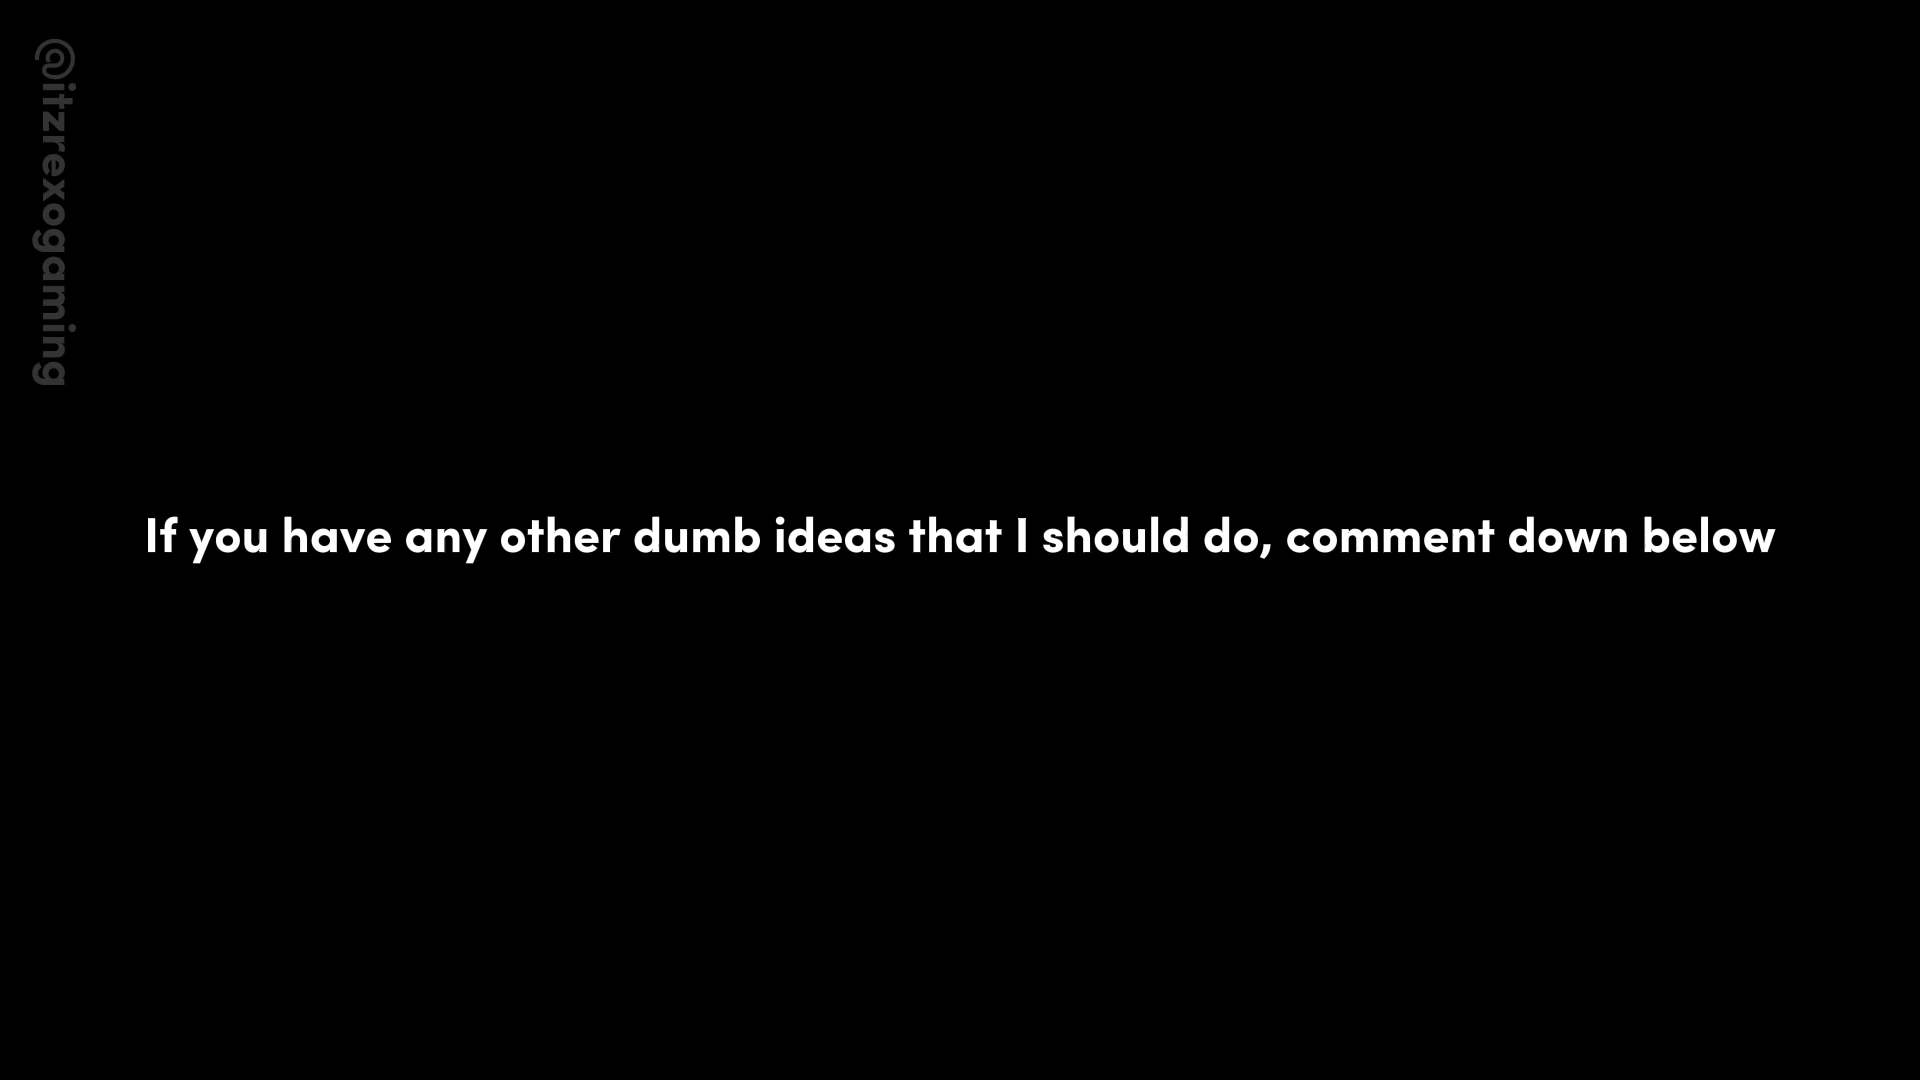 @itzrexogaming
If you have any other dumb ideas that I should do, comment down below